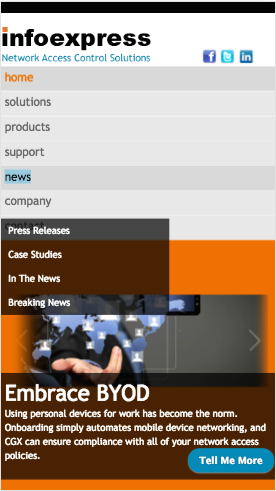 infoexpress
Network Access Control Solutions
home
solutions
products
support
news
company
contact
Press Releases
Case Studies
In The News
Breaking News
Embrace BYOD
Using personal devices for work has become the norm.
Onboarding simply automates mobile device networking, and
CGX can ensure compliance with all of your network access
policies.
Tell Me More